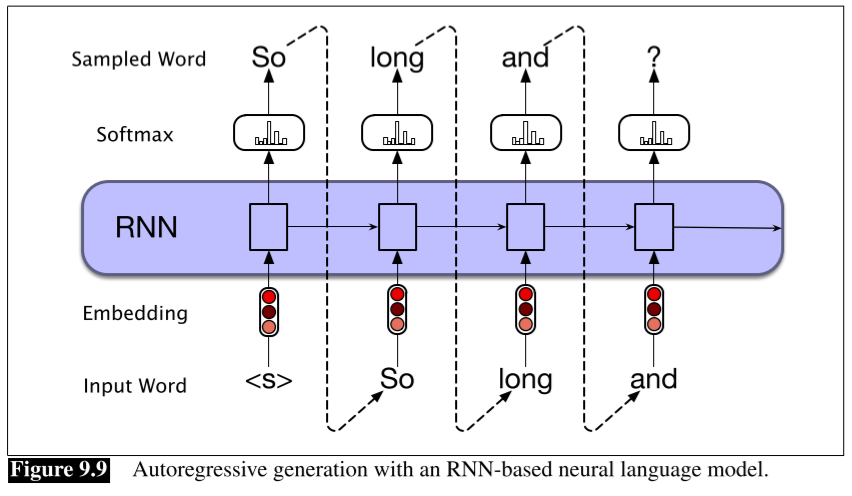 Sampled Word So long and ?
Softmax
RNN
Embedding
Input Word <s> So long and
Figure 9.9 Autoregressive generation with an RNN-based neural language model.